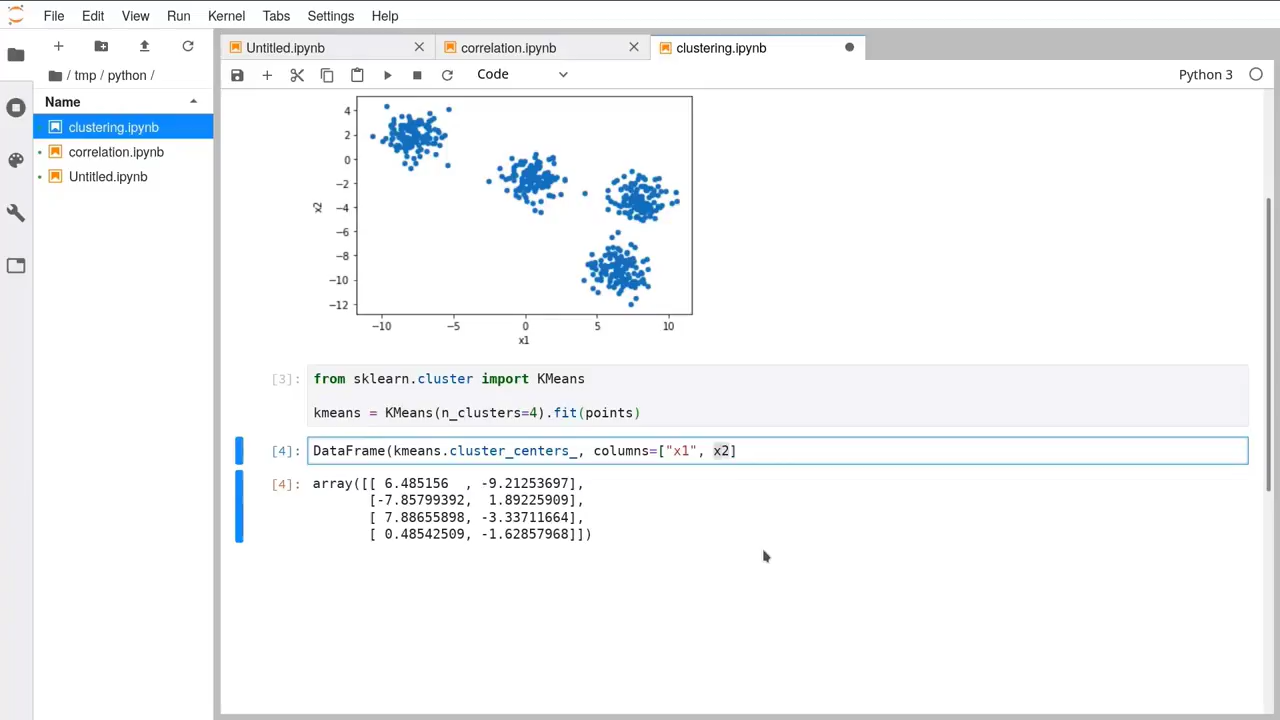 File Edit View Run Kernel Tabs Settings Help
Untitled.ipynb
correlation.ipynb
clustering.ipynb
Code
Python 3
/ tmp / python /
Name
clustering.ipynb
correlation.ipynb
Untitled.ipynb
4
2
0
−2
−4
−6
−8
−10
−12
x2
−10 −5 0 5 10
x1
[3]: from sklearn.cluster import KMeans
kmeans = KMeans(n_clusters=4).fit(points)
[4]: DataFrame(kmeans.cluster_centers_, columns=["x1", x2]
[4]: array([[ 6.485156  , -9.21253697],
[-7.85799392,  1.89225909],
[ 7.88655898, -3.33711664],
[ 0.48542509, -1.62857968]])